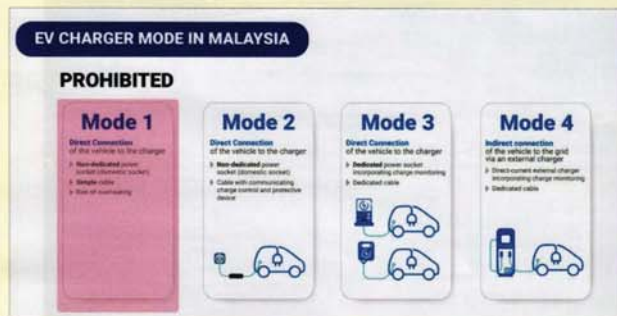 EV CHARGER MODE IN MALAYSIA
PROHIBITED
Mode 1
Direct Connection
of the vehicle to the charger
Non-dedicated power
socket (domestic socket)
Simple cable
Risk of overheating
Mode 2
Direct Connection
of the vehicle to the charger
Non-dedicated power
socket (domestic socket)
Cable with communicating
charge control and protective
device
Mode 3
Direct Connection
of the vehicle to the charger
Dedicated power socket
incorporating charge monitoring
Dedicated cable
Mode 4
Indirect connection
of the vehicle to the grid
via an external charger
Direct-current external charger
incorporating charge monitoring
Dedicated cable